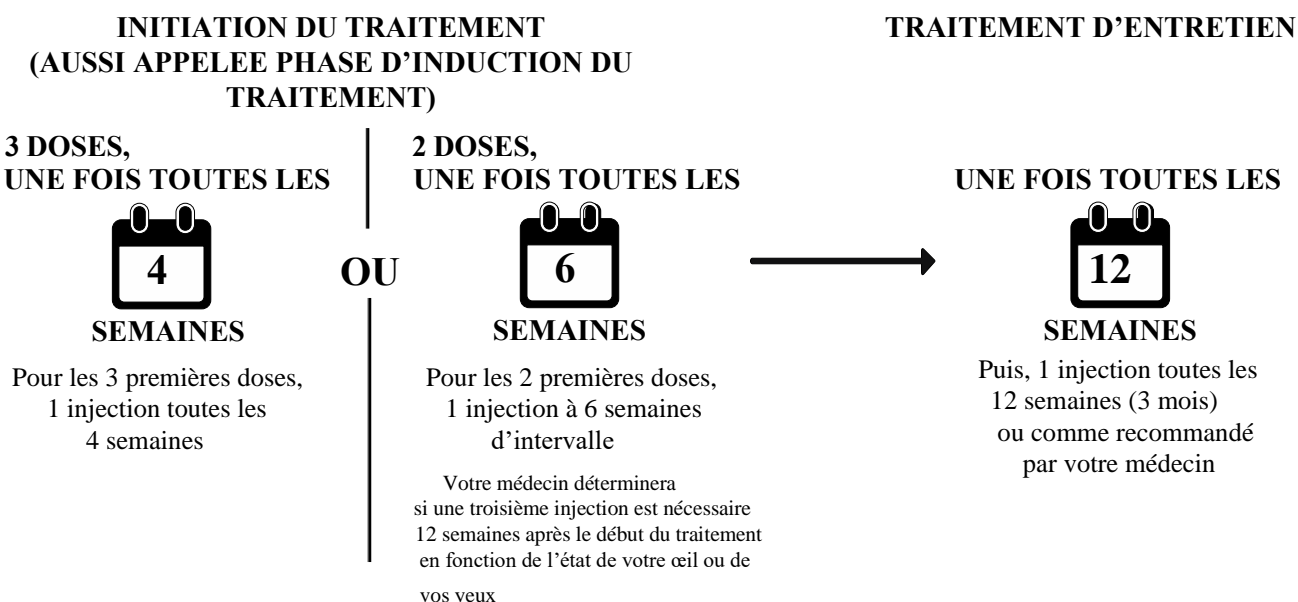 INITIATION DU TRAITEMENT
(AUSSI APPELEE PHASE D’INDUCTION DU
TRAITEMENT)
3 DOSES,
UNE FOIS TOUTES LES
4
SEMAINES
Pour les 3 premières doses,
1 injection toutes les
4 semaines
OU
2 DOSES,
UNE FOIS TOUTES LES
6
SEMAINES
Pour les 2 premières doses,
1 injection à 6 semaines
d’intervalle
Votre médecin déterminera
si une troisième injection est nécessaire
12 semaines après le début du traitement
en fonction de l’état de votre œil ou de
vos yeux
TRAITEMENT D’ENTRETIEN
UNE FOIS TOUTES LES
12
SEMAINES
Puis, 1 injection toutes les
12 semaines (3 mois)
ou comme recommandé
par votre médecin